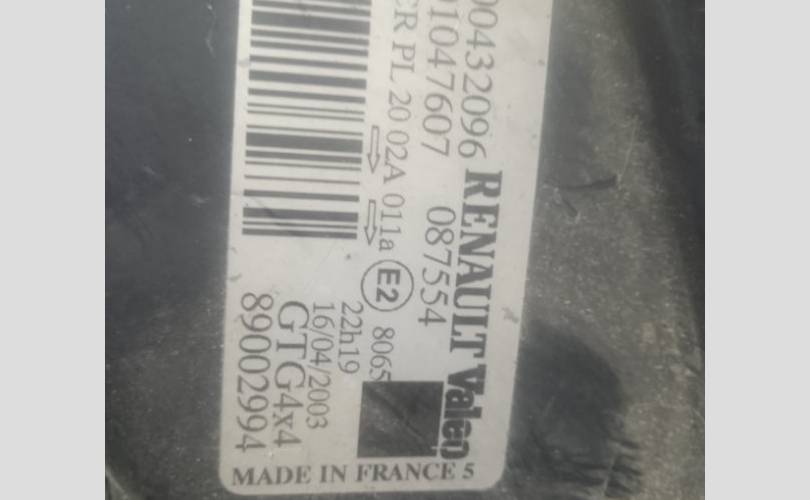 00432096 RENAULT Valeo
01047607 087554
CR PL 20 02A 011a E2 8065
22h19
16/04/2003
GTG4x4
89002994
MADE IN FRANCE 5